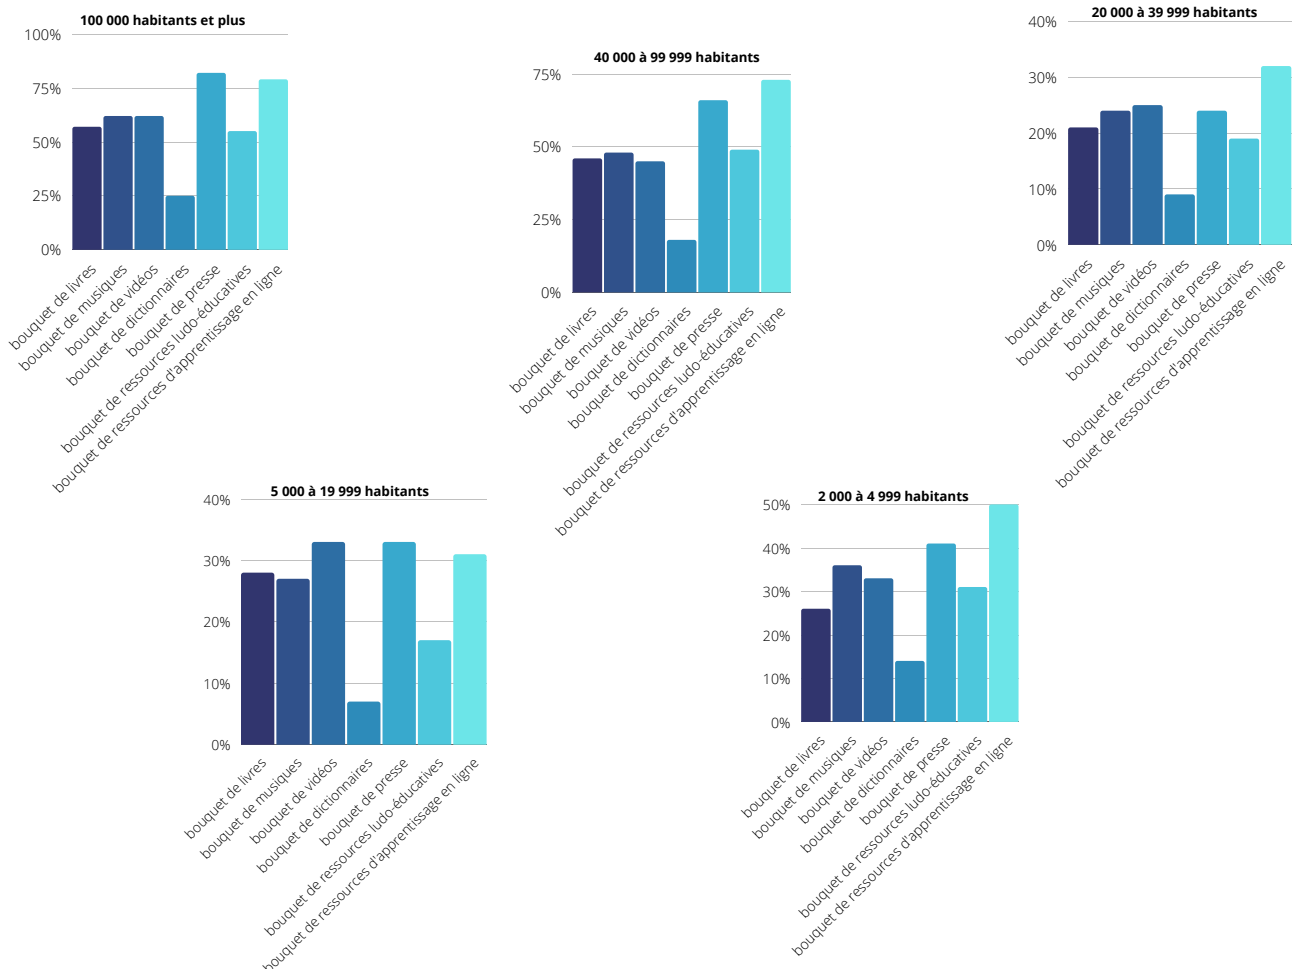 100 000 habitants et plus
100%
75%
50%
25%
0%
bouquet de livres
bouquet de musiques
bouquet de vidéos
bouquet de dictionnaires
bouquet de presse
bouquet de ressources ludo-éducatives
bouquet de ressources d'apprentissage en ligne
40 000 à 99 999 habitants
75%
50%
25%
0%
bouquet de livres
bouquet de musiques
bouquet de vidéos
bouquet de dictionnaires
bouquet de presse
bouquet de ressources ludo-éducatives
bouquet de ressources d'apprentissage en ligne
20 000 à 39 999 habitants
40%
30%
20%
10%
0%
bouquet de livres
bouquet de musiques
bouquet de vidéos
bouquet de dictionnaires
bouquet de presse
bouquet de ressources ludo-éducatives
bouquet de ressources d'apprentissage en ligne
5 000 à 19 999 habitants
40%
30%
20%
10%
0%
bouquet de livres
bouquet de musiques
bouquet de vidéos
bouquet de dictionnaires
bouquet de presse
bouquet de ressources ludo-éducatives
bouquet de ressources d'apprentissage en ligne
2 000 à 4 999 habitants
50%
40%
30%
20%
10%
0%
bouquet de livres
bouquet de musiques
bouquet de vidéos
bouquet de dictionnaires
bouquet de presse
bouquet de ressources ludo-éducatives
bouquet de ressources d'apprentissage en ligne